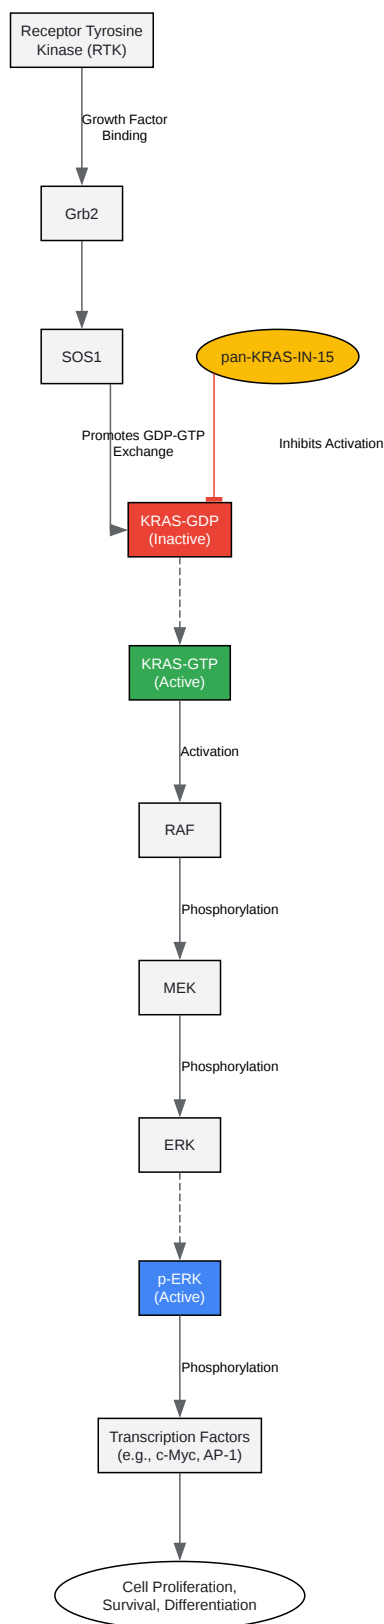 Receptor Tyrosine
Kinase (RTK)
Growth Factor
Binding
Grb2
SOS1
pan-KRAS-IN-15
Promotes GDP-GTP
Exchange
Inhibits Activation
KRAS-GDP
(Inactive)
KRAS-GTP
(Active)
Activation
RAF
Phosphorylation
MEK
Phosphorylation
ERK
p-ERK
(Active)
Phosphorylation
Transcription Factors
(e.g., c-Myc, AP-1)
Cell Proliferation,
Survival, Differentiation